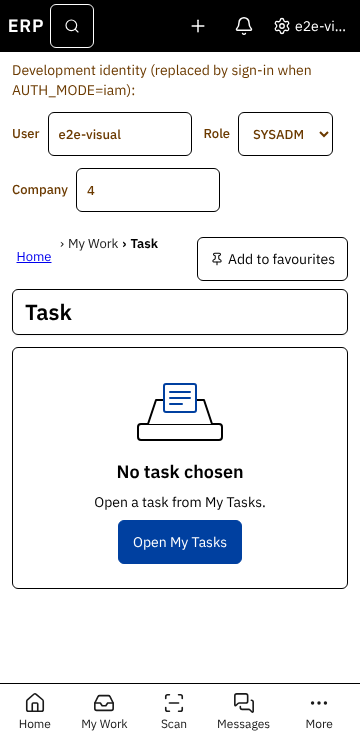 ERP
e2e-vi...
Development identity (replaced by sign-in when
AUTH_MODE=iam):
User e2e-visual Role SYSADM
Company 4
Home › My Work › Task
Add to favourites
Task
No task chosen
Open a task from My Tasks.
Open My Tasks
Home My Work Scan Messages More